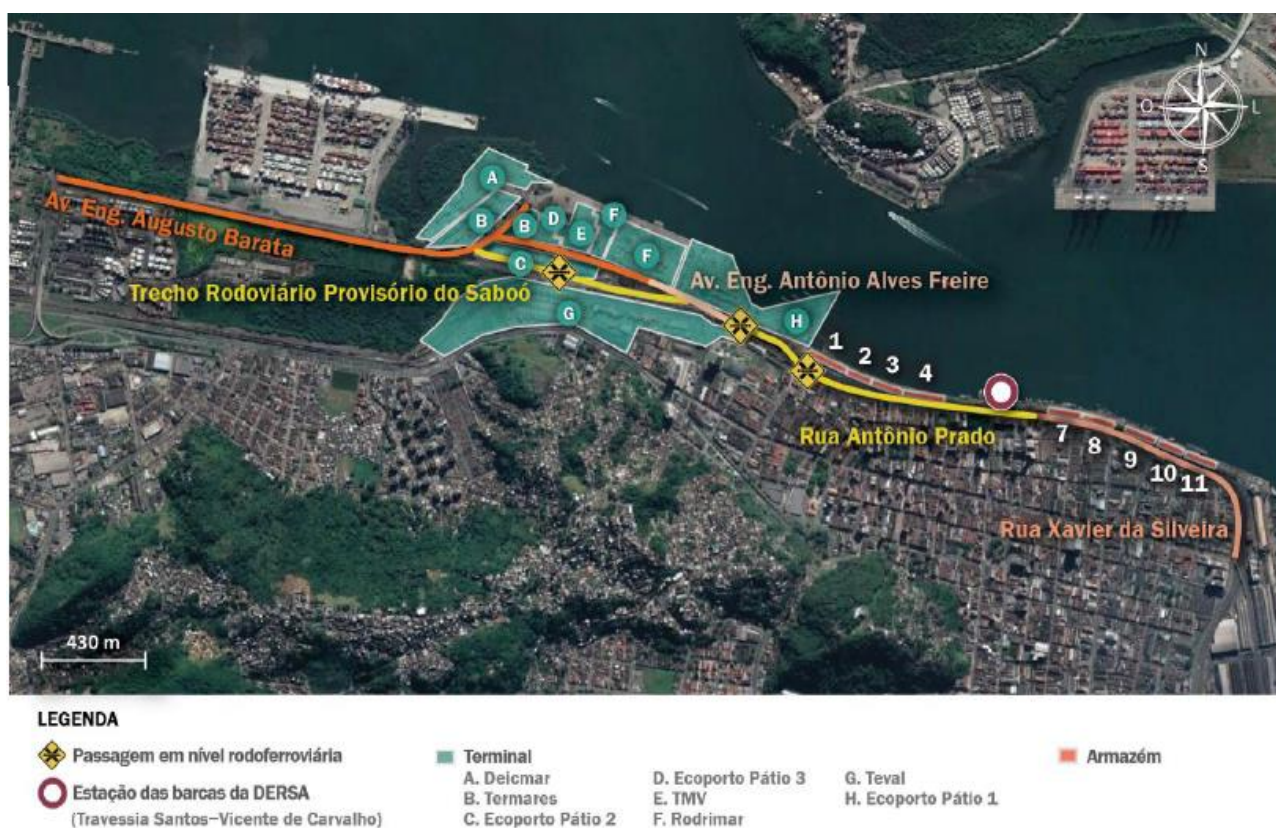 N
O
L
S
A
B
B
D
E
F
F
C
G
H
Av. Eng. Augusto Barata
Trecho Rodoviário Provisório do Saboó
Av. Eng. Antônio Alves Freire
1
2
3
4
Rua Antônio Prado
7
8
9
10
11
Rua Xavier da Silveira
430 m
LEGENDA
Passagem em nível rodoferroviária
Estação das barcas da DERSA
(Travessia Santos–Vicente de Carvalho)
Terminal
A. Deicmar
B. Termares
C. Ecoporto Pátio 2
D. Ecoporto Pátio 3
E. TMV
F. Rodrimar
G. Teval
H. Ecoporto Pátio 1
Armazém